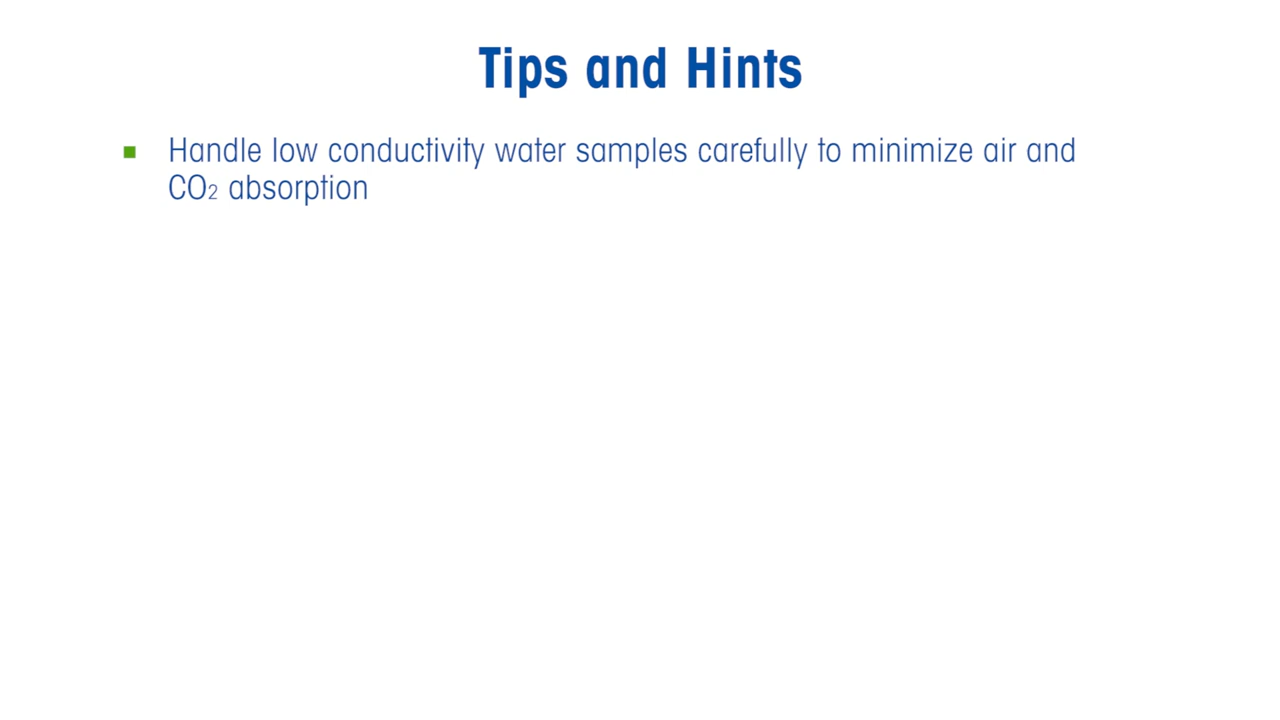 Tips and Hints
Handle low conductivity water samples carefully to minimize air and
CO₂ absorption